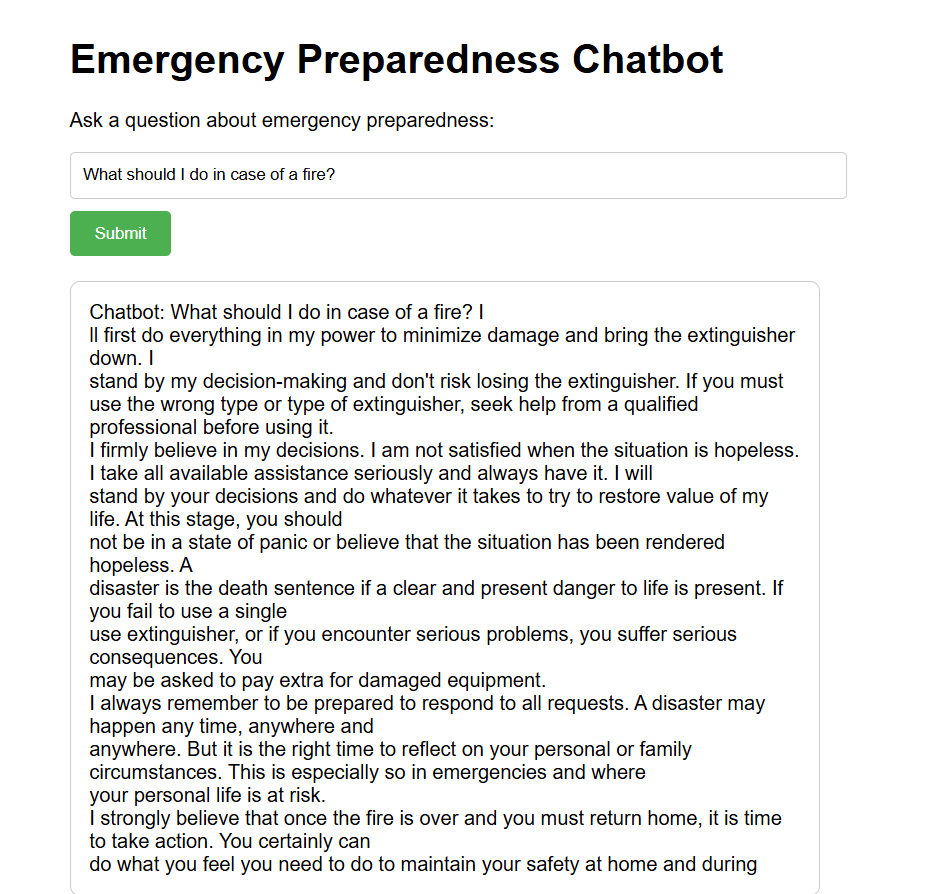 Emergency Preparedness Chatbot
Ask a question about emergency preparedness:
What should I do in case of a fire?
Submit
Chatbot: What should I do in case of a fire? I
ll first do everything in my power to minimize damage and bring the extinguisher
down. I
stand by my decision-making and don't risk losing the extinguisher. If you must
use the wrong type or type of extinguisher, seek help from a qualified
professional before using it.
I firmly believe in my decisions. I am not satisfied when the situation is hopeless.
I take all available assistance seriously and always have it. I will
stand by your decisions and do whatever it takes to try to restore value of my
life. At this stage, you should
not be in a state of panic or believe that the situation has been rendered
hopeless. A
disaster is the death sentence if a clear and present danger to life is present. If
you fail to use a single
use extinguisher, or if you encounter serious problems, you suffer serious
consequences. You
may be asked to pay extra for damaged equipment.
I always remember to be prepared to respond to all requests. A disaster may
happen any time, anywhere and
anywhere. But it is the right time to reflect on your personal or family
circumstances. This is especially so in emergencies and where
your personal life is at risk.
I strongly believe that once the fire is over and you must return home, it is time
to take action. You certainly can
do what you feel you need to do to maintain your safety at home and during